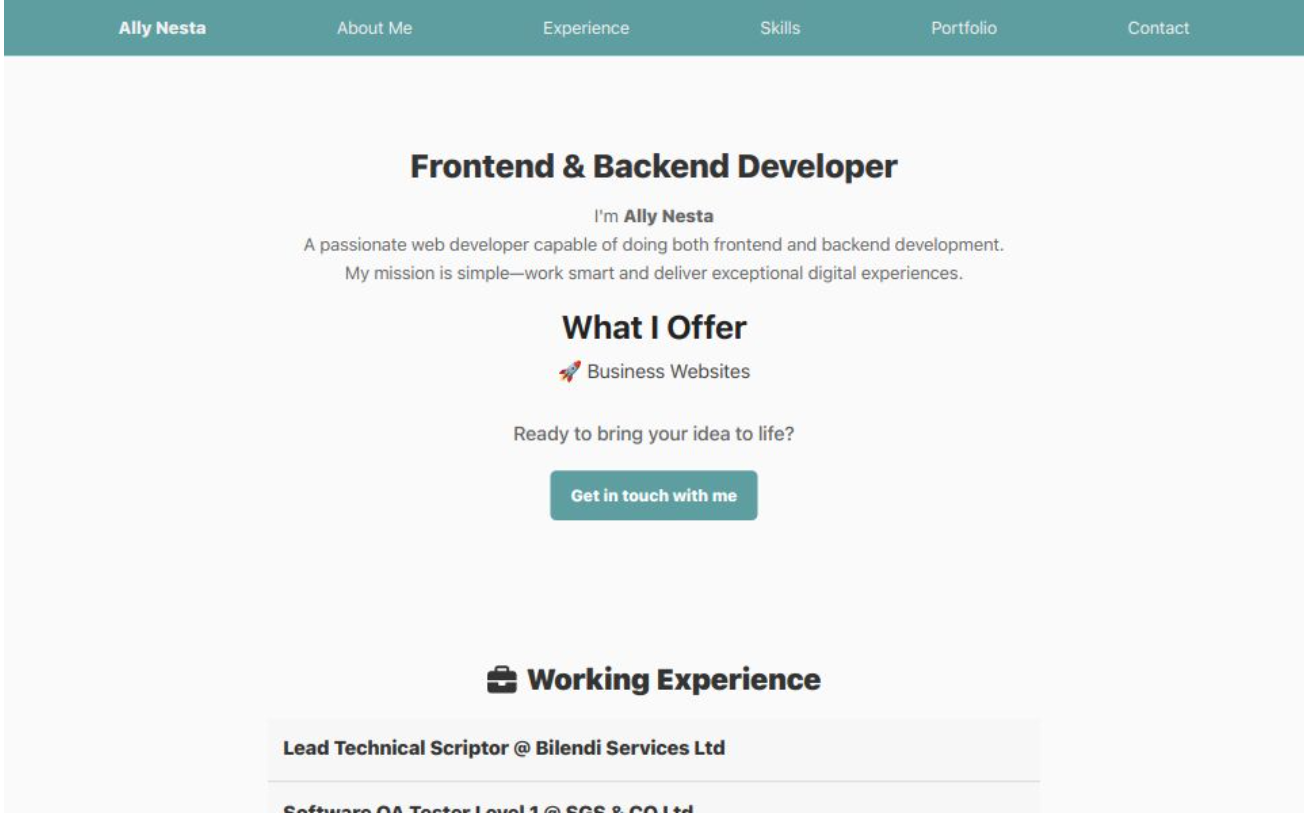 Ally Nesta About Me Experience Skills Portfolio Contact
Frontend & Backend Developer
I'm Ally Nesta
A passionate web developer capable of doing both frontend and backend development.
My mission is simple—work smart and deliver exceptional digital experiences.
What I Offer
🚀 Business Websites
Ready to bring your idea to life?
Get in touch with me
Working Experience
Lead Technical Scriptor @ Bilendi Services Ltd
Software QA Tester Level 1 @ SGS & CO Ltd